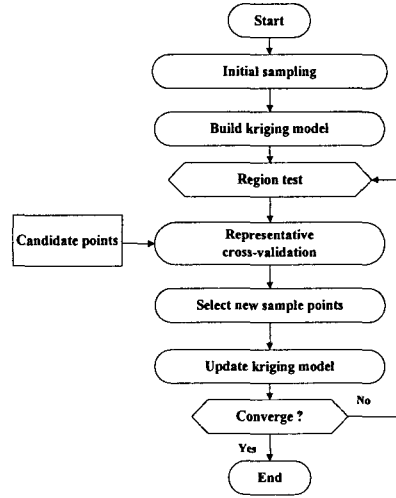 Start
Initial sampling
Build kriging model
Region test
Candidate points
Representative
cross-validation
Select new sample points
Update kriging model
No
Converge ?
Yes
End